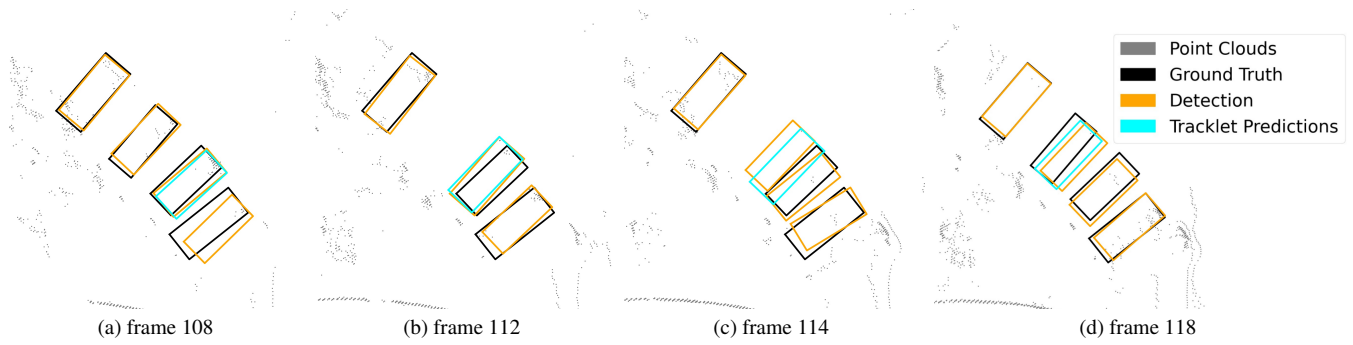 Point Clouds
Ground Truth
Detection
Tracklet Predictions
(a) frame 108
(b) frame 112
(c) frame 114
(d) frame 118